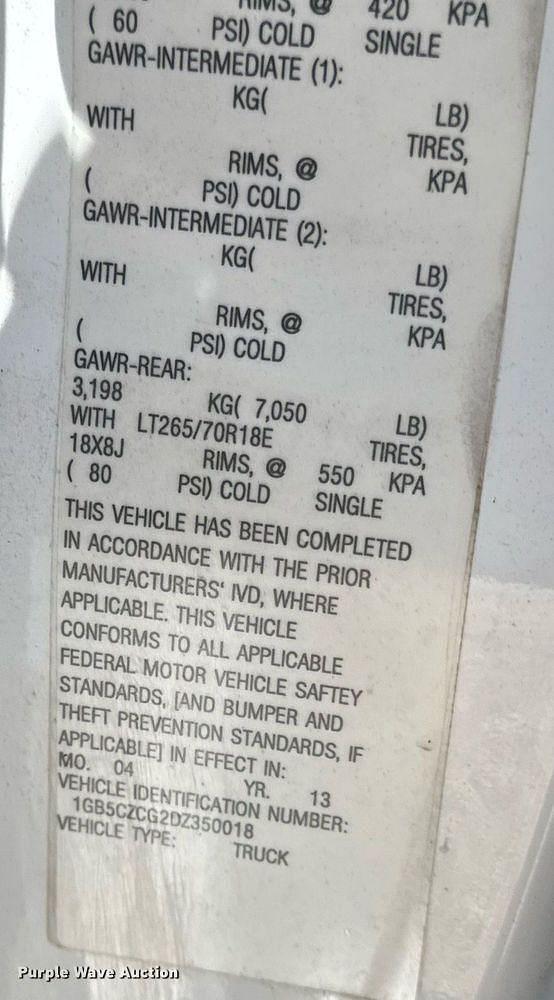 RIMS, @ 420 KPA
( 60 PSI) COLD SINGLE
GAWR-INTERMEDIATE (1):
KG( LB)
WITH TIRES,
RIMS, @ KPA
( PSI) COLD
GAWR-INTERMEDIATE (2):
KG( LB)
WITH TIRES,
RIMS, @ KPA
( PSI) COLD
GAWR-REAR:
3,198 KG( 7,050 LB)
WITH LT265/70R18E TIRES,
18X8J RIMS, @ 550 KPA
( 80 PSI) COLD SINGLE
THIS VEHICLE HAS BEEN COMPLETED
IN ACCORDANCE WITH THE PRIOR
MANUFACTURERS' IVD, WHERE
APPLICABLE. THIS VEHICLE
CONFORMS TO ALL APPLICABLE
FEDERAL MOTOR VEHICLE SAFTEY
STANDARDS, [AND BUMPER AND
THEFT PREVENTION STANDARDS, IF
APPLICABLE] IN EFFECT IN:
MO. 04 YR. 13
VEHICLE IDENTIFICATION NUMBER:
1GB5CZCG2DZ350018
VEHICLE TYPE: TRUCK
Purple Wave Auction